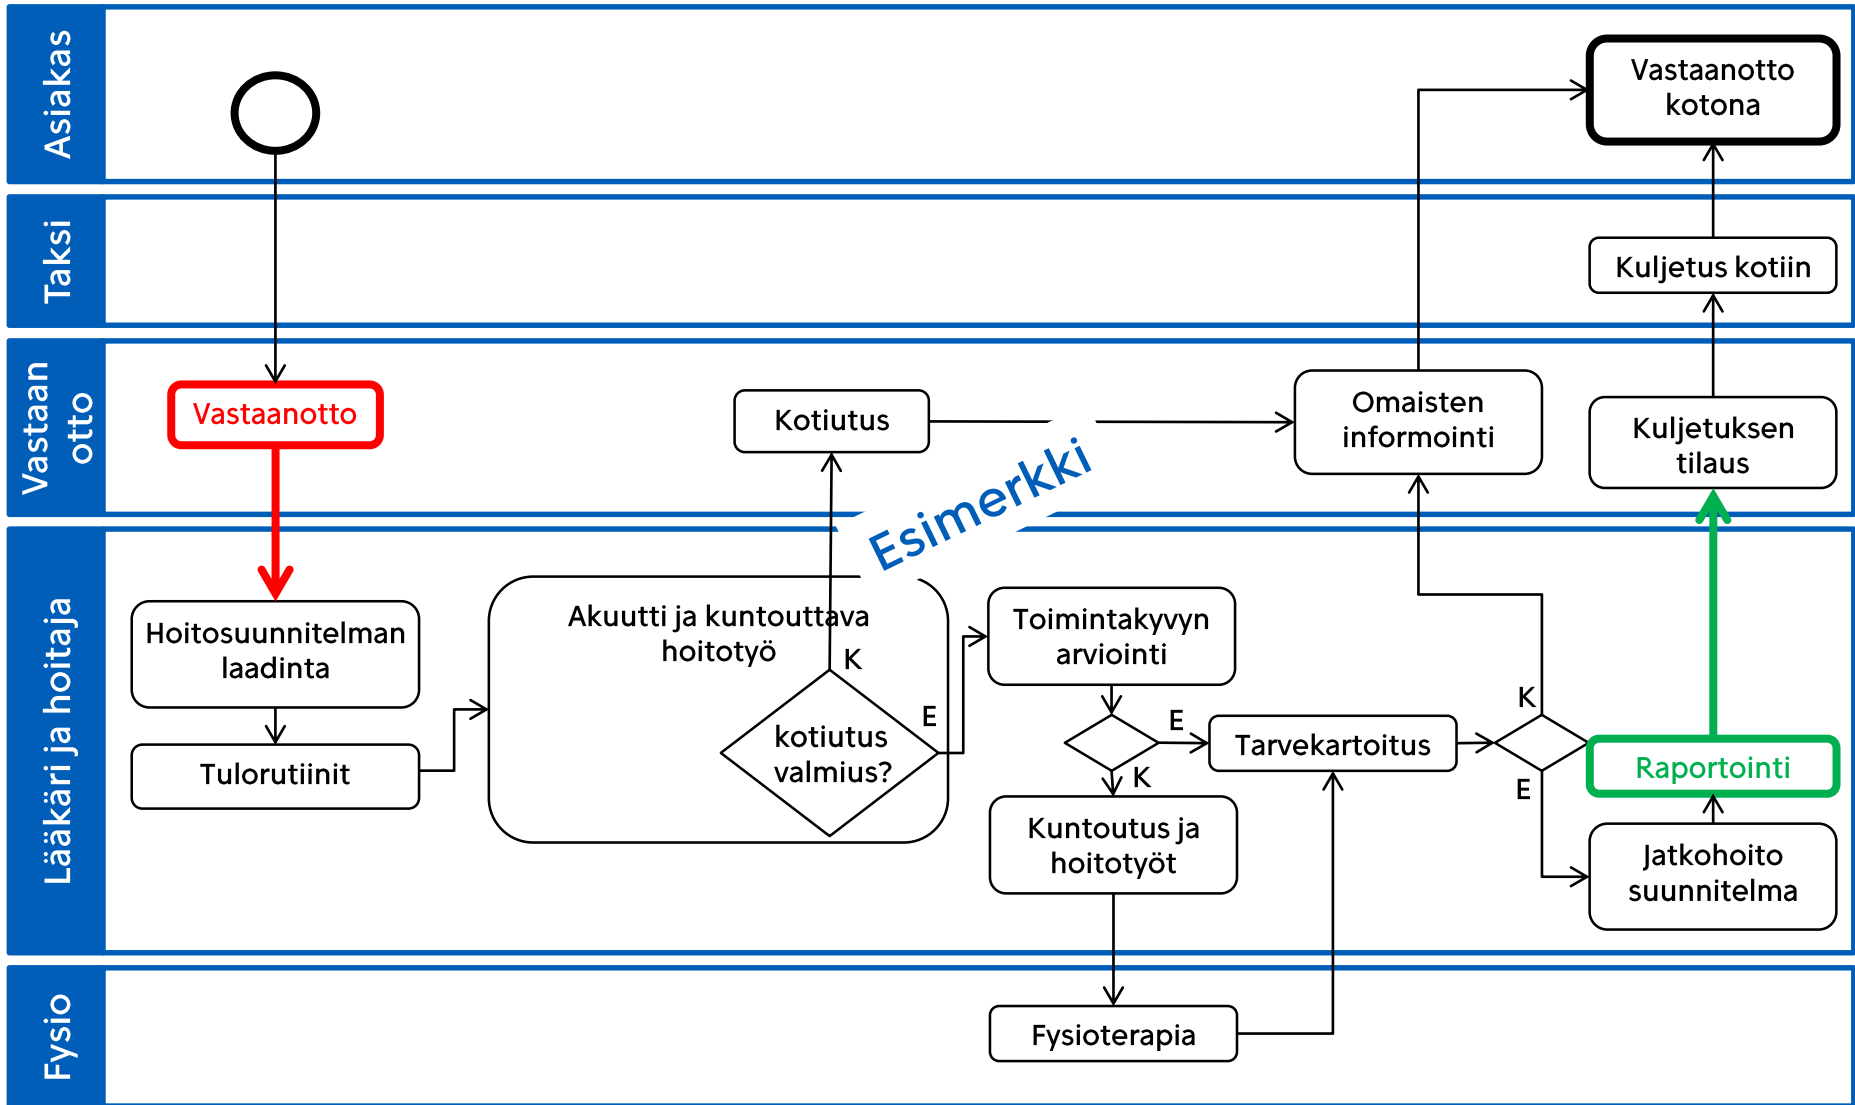 Asiakas
Vastaanotto
kotona
Taksi
Kuljetus kotiin
Vastaan
otto
Vastaanotto
Kotiutus
Omaisten
informointi
Kuljetuksen
tilaus
Esimerkki
Lääkäri ja hoitaja
Hoitosuunnitelman
laadinta
Tulorutiinit
Akuutti ja kuntouttava
hoitotyö
K
E
kotiutus
valmius?
Toimintakyvyn
arviointi
E
K
Tarvekartoitus
Kuntoutus ja
hoitotyöt
K
E
Raportointi
Jatkohoito
suunnitelma
Fysio
Fysioterapia